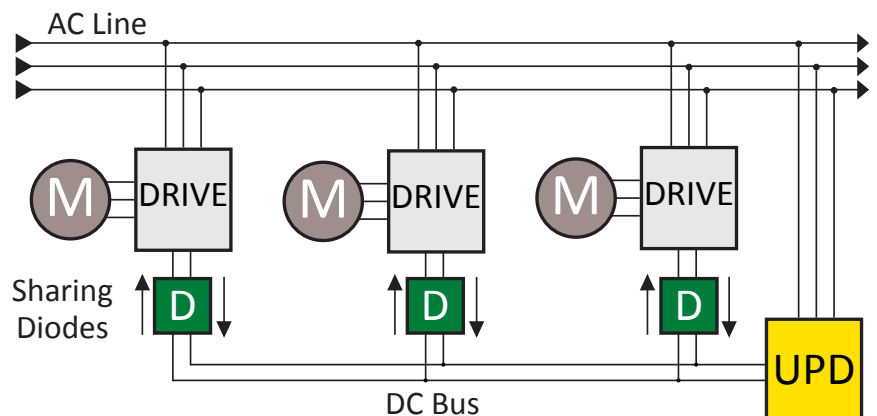 AC Line
M
DRIVE
M
DRIVE
M
DRIVE
Sharing
Diodes
D
D
D
UPD
DC Bus